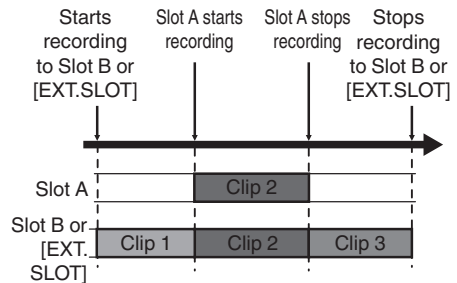 Starts
recording
to Slot B or
[EXT.SLOT]
Slot A starts
recording
Slot A stops
recording
Stops
recording
to Slot B or
[EXT.SLOT]
Slot A
Clip 2
Slot B or
[EXT.
SLOT]
Clip 1
Clip 2
Clip 3